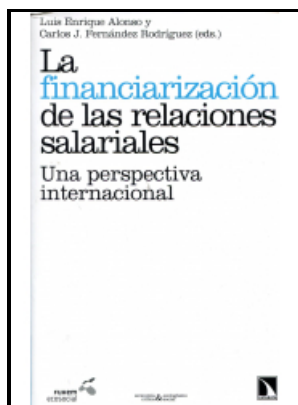 Luis Enrique Alonso y
Carlos J. Fernández Rodríguez (eds.)
La
financiarización
de las relaciones
salariales
Una perspectiva
internacional